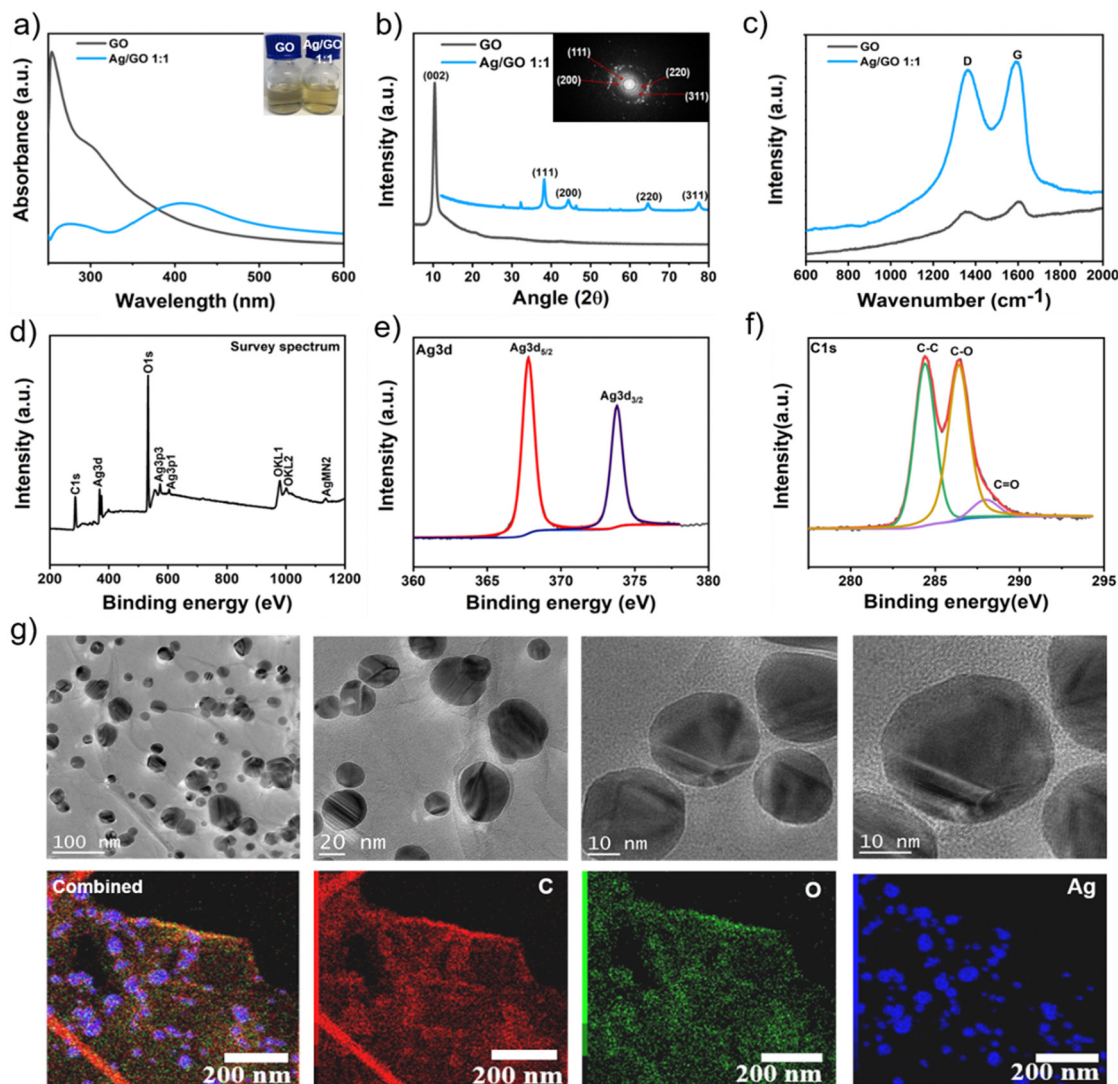 a)
GO
Ag/GO 1:1
GO
Ag/GO
1:1
Absorbance (a.u.)
300
400
500
600
Wavelength (nm)
b)
GO
Ag/GO 1:1
(002)
(111)
(200)
(220)
(311)
(111)
(200)
(220)
(311)
Intensity (a.u.)
10
20
30
40
50
60
70
80
Angle (2θ)
c)
GO
Ag/GO 1:1
D
G
Intensity (a.u.)
600
800
1000
1200
1400
1600
1800
2000
Wavenumber (cm-1)
d)
Survey spectrum
C1s
Ag3d
O1s
Ag3p3
Ag3p1
OKL1
OKL2
AgMN2
Intensity (a.u.)
200
400
600
800
1000
1200
Binding energy (eV)
e)
Ag3d
Ag3d5/2
Ag3d3/2
Intensity (a.u.)
360
365
370
375
380
Binding energy (eV)
f)
C1s
C-C
C-O
C=O
Intensity(a.u.)
280
285
290
295
Binding energy(eV)
g)
100 nm
20 nm
10 nm
10 nm
Combined
200 nm
C
200 nm
O
200 nm
Ag
200 nm